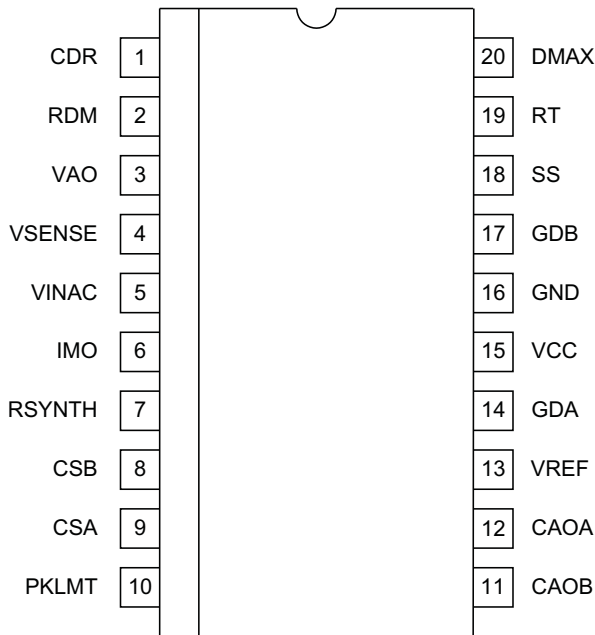 CDR 1 20 DMAX
RDM 2 19 RT
VAO 3 18 SS
VSENSE 4 17 GDB
VINAC 5 16 GND
IMO 6 15 VCC
RSYNTH 7 14 GDA
CSB 8 13 VREF
CSA 9 12 CAOA
PKLMT 10 11 CAOB